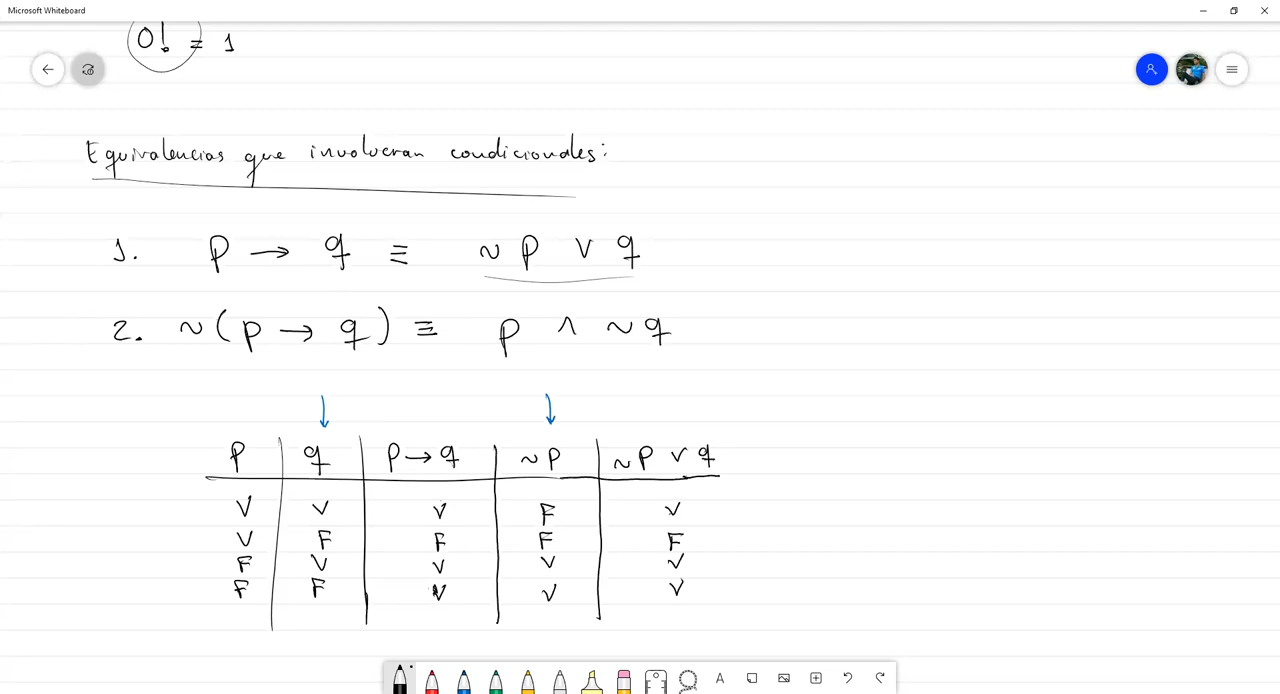 Microsoft Whiteboard
0! = 1
Equivalencias que involucran condicionales:
1. p → q ≡ ~p ∨ q
2. ~(p → q) ≡ p ∧ ~q
↓ ↓
p q p→q ~p ~p ∨ q
V V V F V
V F F F F
F V V V V
F F V V V
A